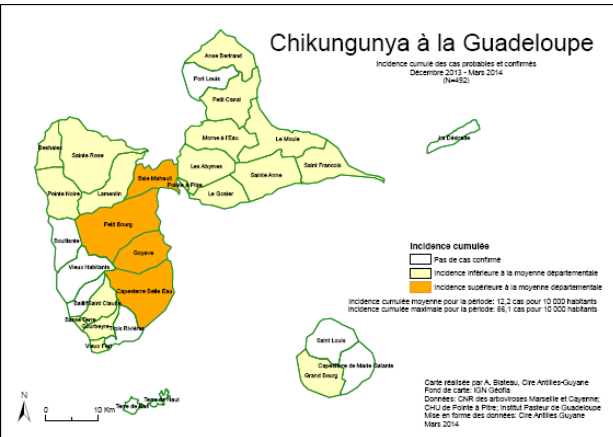 Chikungunya à la Guadeloupe
Incidence cumulé des cas probables et confirmés
Décembre 2013 - Mars 2014
(N=492)
Anse Bertrand
Port Louis
Petit Canal
Morne à l'Eau
Le Moule
La Désirade
Deshaies
Sainte Rose
Les Abymes
Saint François
Baie Mahault
Sainte Anne
Pointe à Pitre
Pointe Noire
Lamentin
Le Gosier
Petit Bourg
Bouillante
Goyave
Vieux Habitants
Capesterre Belle Eau
Saint Claude
Basse Terre
Gourbeyre
Trois Rivières
Vieux Fort
Saint Louis
Capesterre de Marie Galante
Grand Bourg
Terre de Haut
Terre de Bas
Incidence cumulée
Pas de cas confirmé
Incidence inférieure à la moyenne départementale
Incidence supérieure à la moyenne départementale
Incidence cumulée moyenne pour la période: 12,2 cas pour 10 000 habitants
Incidence cumulée maximale pour la période: 86,1 cas pour 10 000 habitants
Carte réalisée par A. Blateau, Cire Antilles-Guyane
Fond de carte: IGN Géofla
Données: CNR des arboviroses Marseille et Cayenne;
CHU de Pointe à Pitre; Institut Pasteur de Guadeloupe
Mise en forme des données: Cire Antilles Guyane
Mars 2014
N
0 10 Km